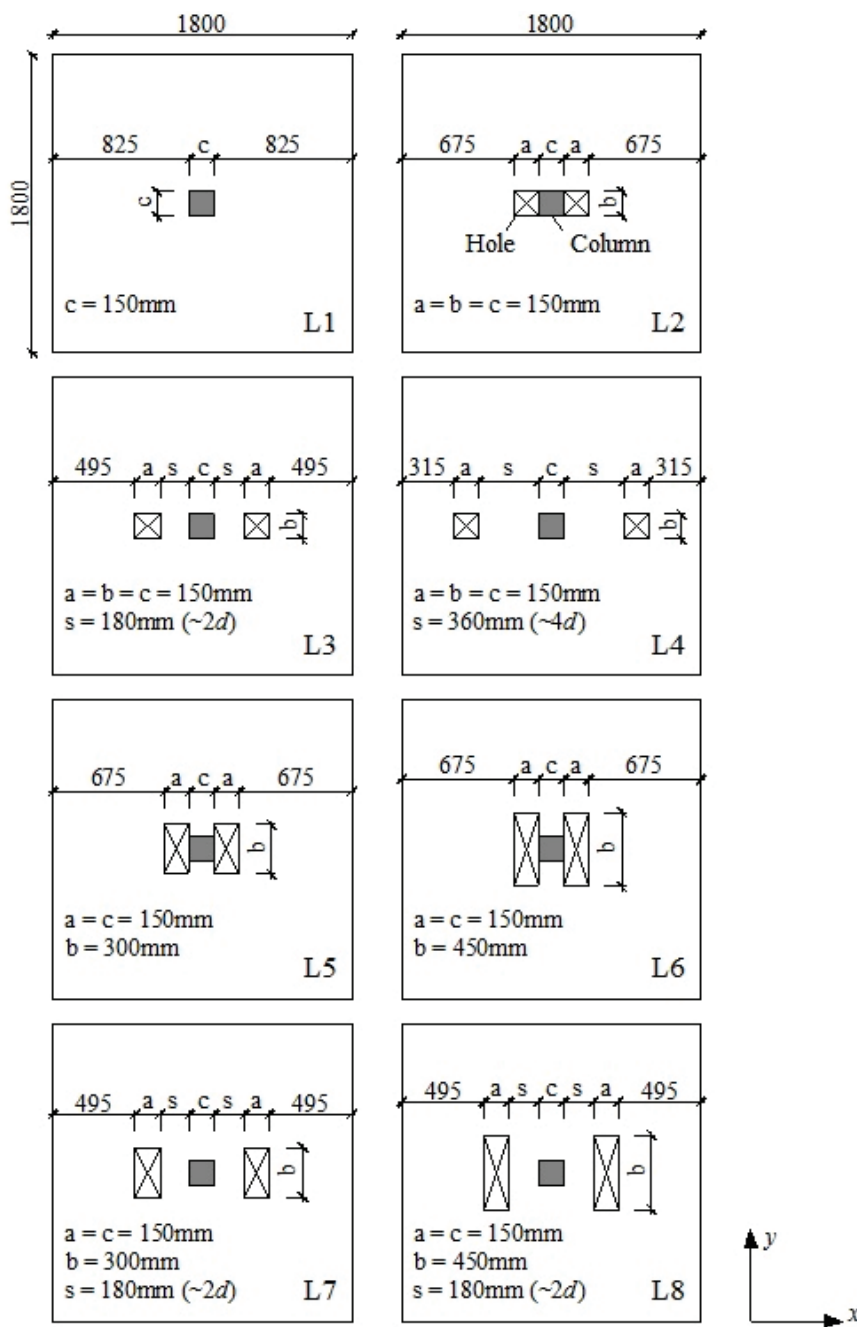 1800
1800
1800
825
c
825
c
c = 150mm
L1
675
a
c
a
675
b
Hole
Column
a = b = c = 150mm
L2
495
a
s
c
s
a
495
b
a = b = c = 150mm
s = 180mm (~2d)
L3
315
a
s
c
s
a
315
b
a = b = c = 150mm
s = 360mm (~4d)
L4
675
a
c
a
675
b
a = c = 150mm
b = 300mm
L5
675
a
c
a
675
b
a = c = 150mm
b = 450mm
L6
495
a
s
c
s
a
495
b
a = c = 150mm
b = 300mm
s = 180mm (~2d)
L7
495
a
s
c
s
a
495
b
a = c = 150mm
b = 450mm
s = 180mm (~2d)
L8
y
x